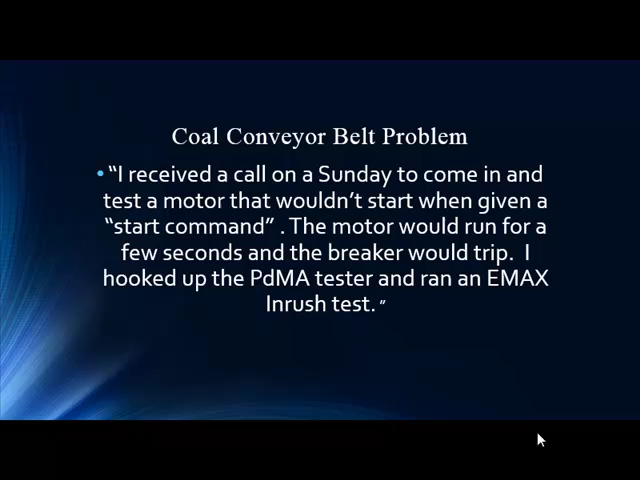 Coal Conveyor Belt Problem
• “I received a call on a Sunday to come in and
test a motor that wouldn’t start when given a
“start command” . The motor would run for a
few seconds and the breaker would trip.  I
hooked up the PdMA tester and ran an EMAX
Inrush test.”